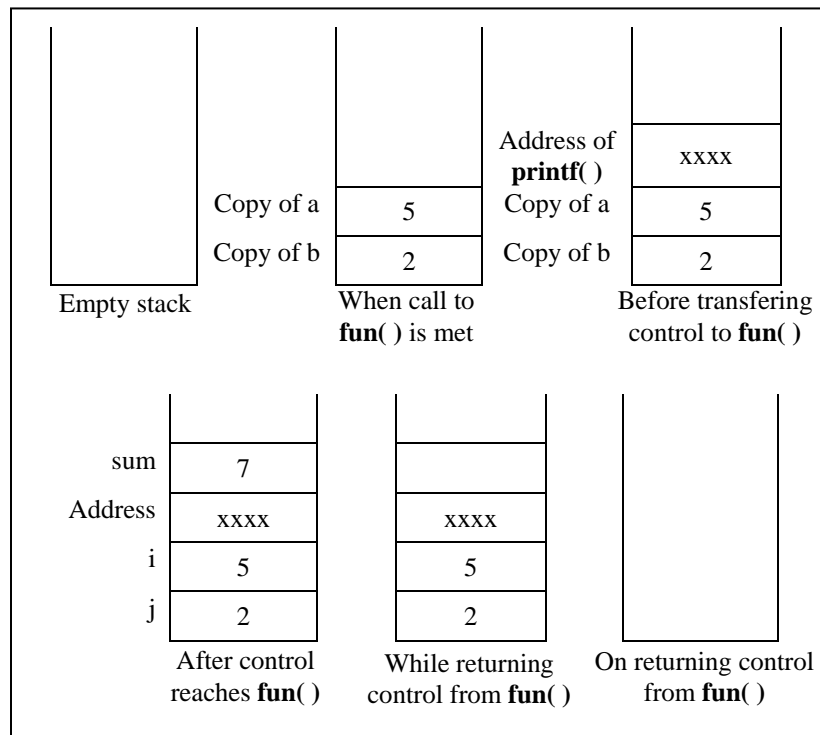 Address of
printf( )
xxxx
Copy of a
5
Copy of a
5
Copy of b
2
Copy of b
2
Empty stack
When call to
fun( ) is met
Before transfering
control to fun( )
sum
7
Address
xxxx
xxxx
i
5
5
j
2
2
After control
reaches fun( )
While returning
control from fun( )
On returning control
from fun( )